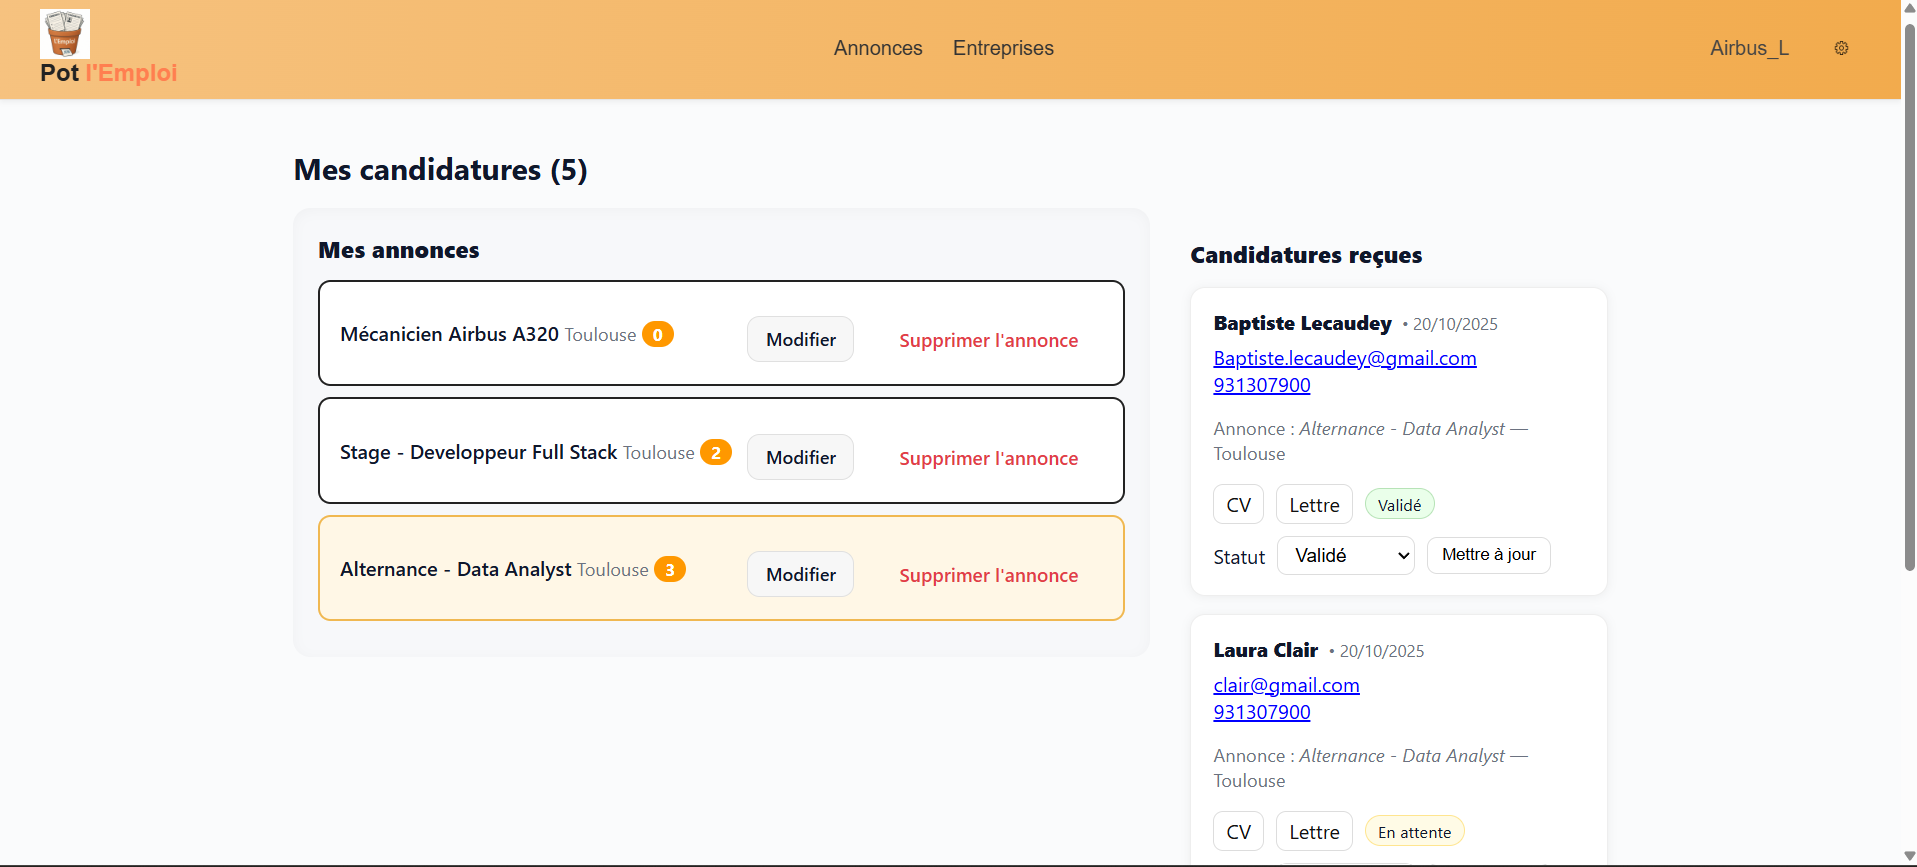 Pot l'Emploi
Annonces
Entreprises
Airbus_L
Mes candidatures (5)
Mes annonces
Mécanicien Airbus A320 Toulouse 0
Modifier
Supprimer l'annonce
Stage - Developpeur Full Stack Toulouse 2
Modifier
Supprimer l'annonce
Alternance - Data Analyst Toulouse 3
Modifier
Supprimer l'annonce
Candidatures reçues
Baptiste Lecaudey • 20/10/2025
Baptiste.lecaudey@gmail.com
931307900
Annonce : Alternance - Data Analyst —
Toulouse
CV
Lettre
Validé
Statut
Validé
Mettre à jour
Laura Clair • 20/10/2025
clair@gmail.com
931307900
Annonce : Alternance - Data Analyst —
Toulouse
CV
Lettre
En attente